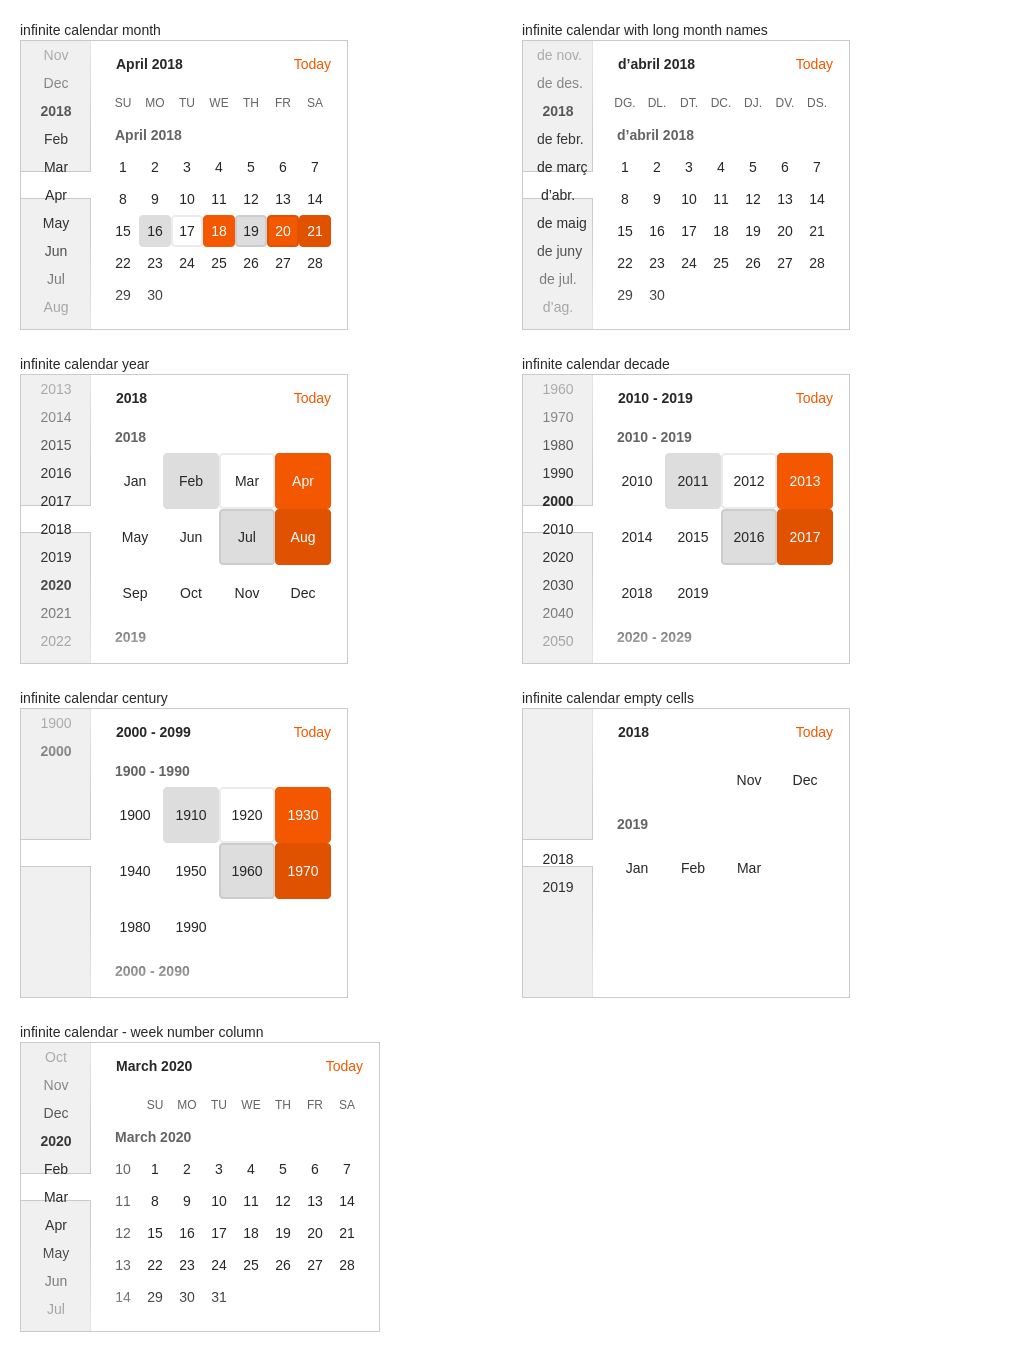 infinite calendar month
Nov
Dec
2018
Feb
Mar
Apr
May
Jun
Jul
Aug
April 2018 Today
SU MO TU WE TH FR SA
April 2018
1 2 3 4 5 6 7
8 9 10 11 12 13 14
15 16 17 18 19 20 21
22 23 24 25 26 27 28
29 30
infinite calendar with long month names
de nov.
de des.
2018
de febr.
de març
d’abr.
de maig
de juny
de jul.
d’ag.
d’abril 2018 Today
DG. DL. DT. DC. DJ. DV. DS.
d’abril 2018
1 2 3 4 5 6 7
8 9 10 11 12 13 14
15 16 17 18 19 20 21
22 23 24 25 26 27 28
29 30
infinite calendar year
2013
2014
2015
2016
2017
2018
2019
2020
2021
2022
2018 Today
2018
Jan Feb Mar Apr
May Jun Jul Aug
Sep Oct Nov Dec
2019
infinite calendar decade
1960
1970
1980
1990
2000
2010
2020
2030
2040
2050
2010 - 2019 Today
2010 - 2019
2010 2011 2012 2013
2014 2015 2016 2017
2018 2019
2020 - 2029
infinite calendar century
1900
2000
2000 - 2099 Today
1900 - 1990
1900 1910 1920 1930
1940 1950 1960 1970
1980 1990
2000 - 2090
infinite calendar empty cells
2018
2019
2018 Today
Nov Dec
2019
Jan Feb Mar
infinite calendar - week number column
Oct
Nov
Dec
2020
Feb
Mar
Apr
May
Jun
Jul
March 2020 Today
SU MO TU WE TH FR SA
March 2020
10 1 2 3 4 5 6 7
11 8 9 10 11 12 13 14
12 15 16 17 18 19 20 21
13 22 23 24 25 26 27 28
14 29 30 31